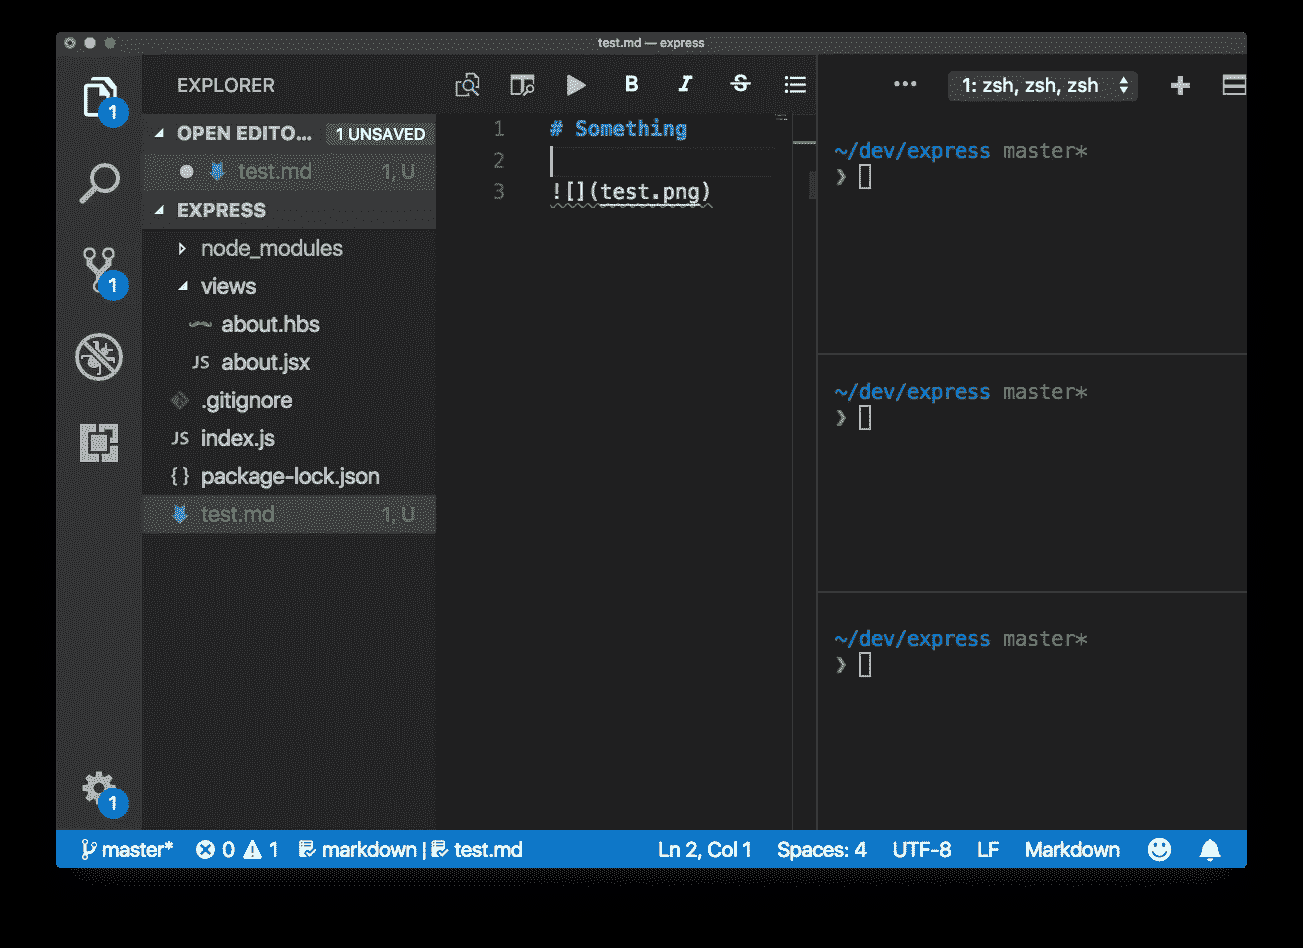 test.md — express
EXPLORER
OPEN EDITO... 1 UNSAVED
test.md 1, U
EXPRESS
node_modules
views
about.hbs
JS about.jsx
.gitignore
JS index.js
{ } package-lock.json
test.md 1, U
1
1
1
B I S
1 # Something
2
3 ![](test.png)
... 1: zsh, zsh, zsh +
~/dev/express master*
❯
~/dev/express master*
❯
~/dev/express master*
❯
master* 0 1 markdown | test.md Ln 2, Col 1 Spaces: 4 UTF-8 LF Markdown